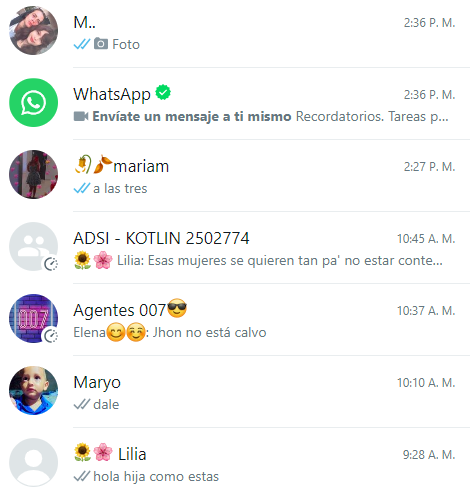 M..
2:36 P. M.
Foto
WhatsApp
2:36 P. M.
Envíate un mensaje a ti mismo Recordatorios. Tareas p...
🥀🍂mariam
2:27 P. M.
a las tres
ADSI - KOTLIN 2502774
10:45 A. M.
🌻🌸 Lilia: Esas mujeres se quieren tan pa' no estar conte...
007
Agentes 007😎
10:37 A. M.
Elena😊☺️: Jhon no está calvo
Maryo
10:10 A. M.
dale
🌻🌸 Lilia
9:28 A. M.
hola hija como estas